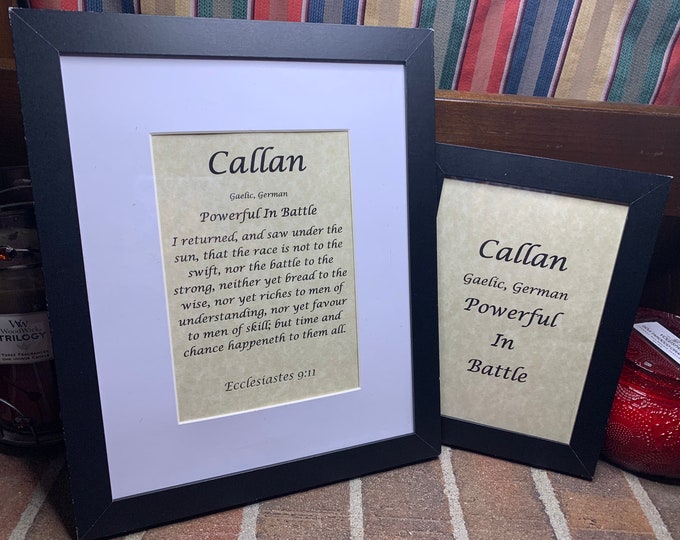 Callan
Gaelic, German
Powerful In Battle
I returned, and saw under the
sun, that the race is not to the
swift, nor the battle to the
strong, neither yet bread to the
wise, nor yet riches to men of
understanding, nor yet favour
to men of skill; but time and
chance happeneth to them all.
Ecclesiastes 9:11
Callan
Gaelic, German
Powerful
In
Battle
WoodWick
TRILOGY